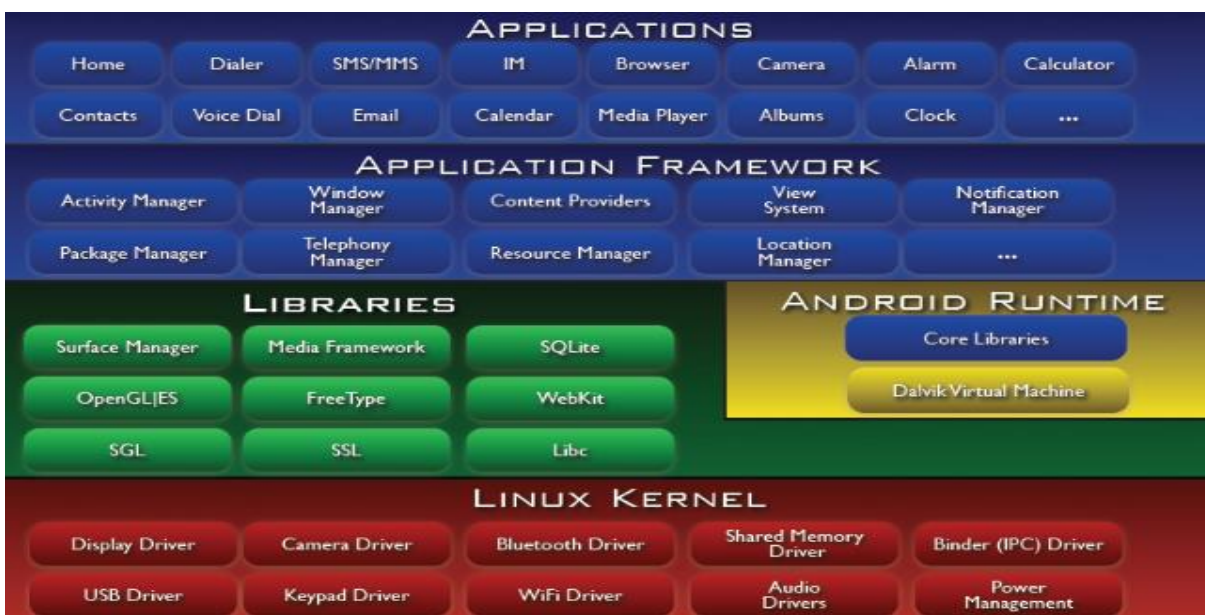 APPLICATIONS
Home Dialer SMS/MMS IM Browser Camera Alarm Calculator
Contacts Voice Dial Email Calendar Media Player Albums Clock ...
APPLICATION FRAMEWORK
Activity Manager Window Manager Content Providers View System Notification Manager
Package Manager Telephony Manager Resource Manager Location Manager ...
LIBRARIES
Surface Manager Media Framework SQLite
OpenGL|ES FreeType WebKit
SGL SSL Libc
ANDROID RUNTIME
Core Libraries
Dalvik Virtual Machine
LINUX KERNEL
Display Driver Camera Driver Bluetooth Driver Shared Memory Driver Binder (IPC) Driver
USB Driver Keypad Driver WiFi Driver Audio Drivers Power Management